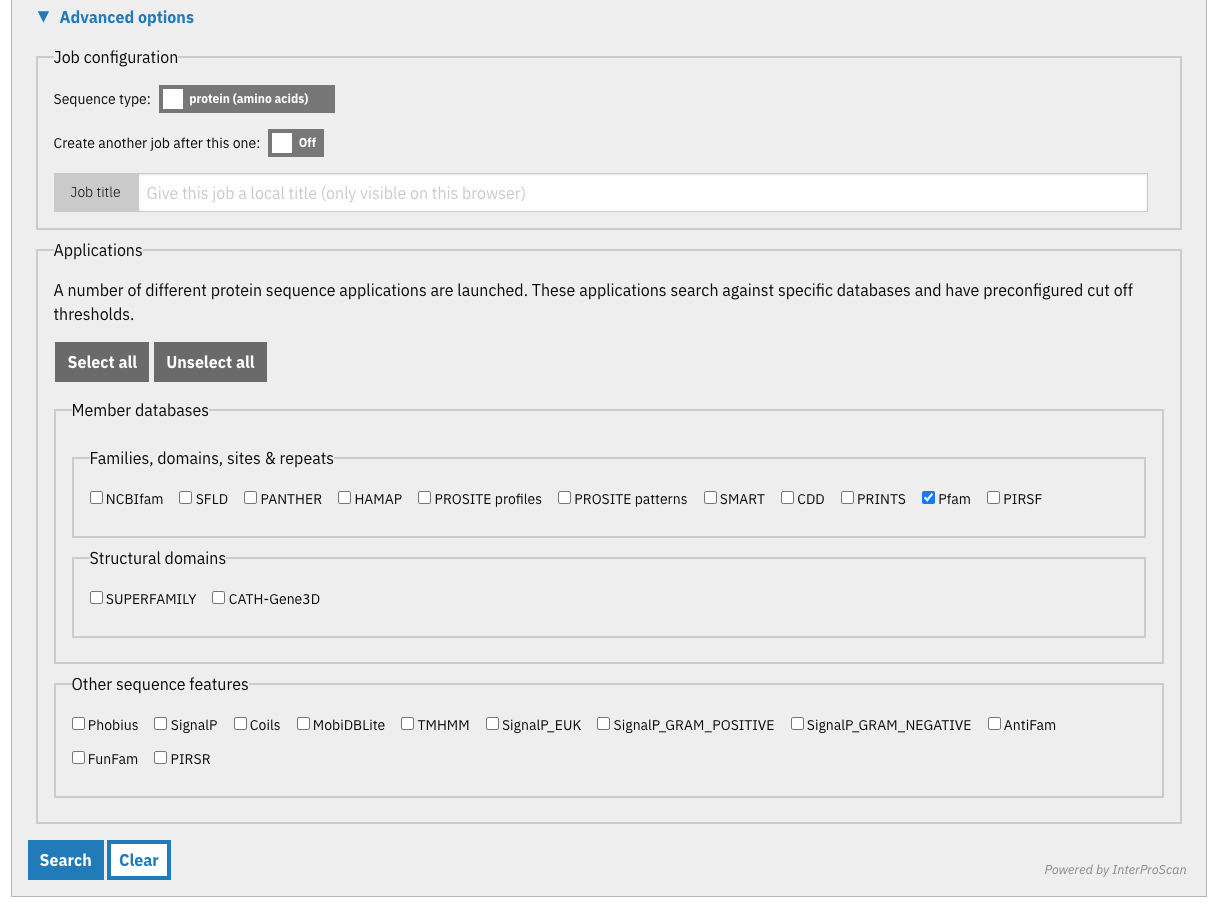 ▼ Advanced options
Job configuration
Sequence type: protein (amino acids)
Create another job after this one: Off
Job title Give this job a local title (only visible on this browser)
Applications
A number of different protein sequence applications are launched. These applications search against specific databases and have preconfigured cut off
thresholds.
Select all Unselect all
Member databases
Families, domains, sites & repeats
NCBIfam SFLD PANTHER HAMAP PROSITE profiles PROSITE patterns SMART CDD PRINTS Pfam PIRSF
Structural domains
SUPERFAMILY CATH-Gene3D
Other sequence features
Phobius SignalP Coils MobiDBLite TMHMM SignalP_EUK SignalP_GRAM_POSITIVE SignalP_GRAM_NEGATIVE AntiFam
FunFam PIRSR
Search Clear
Powered by InterProScan